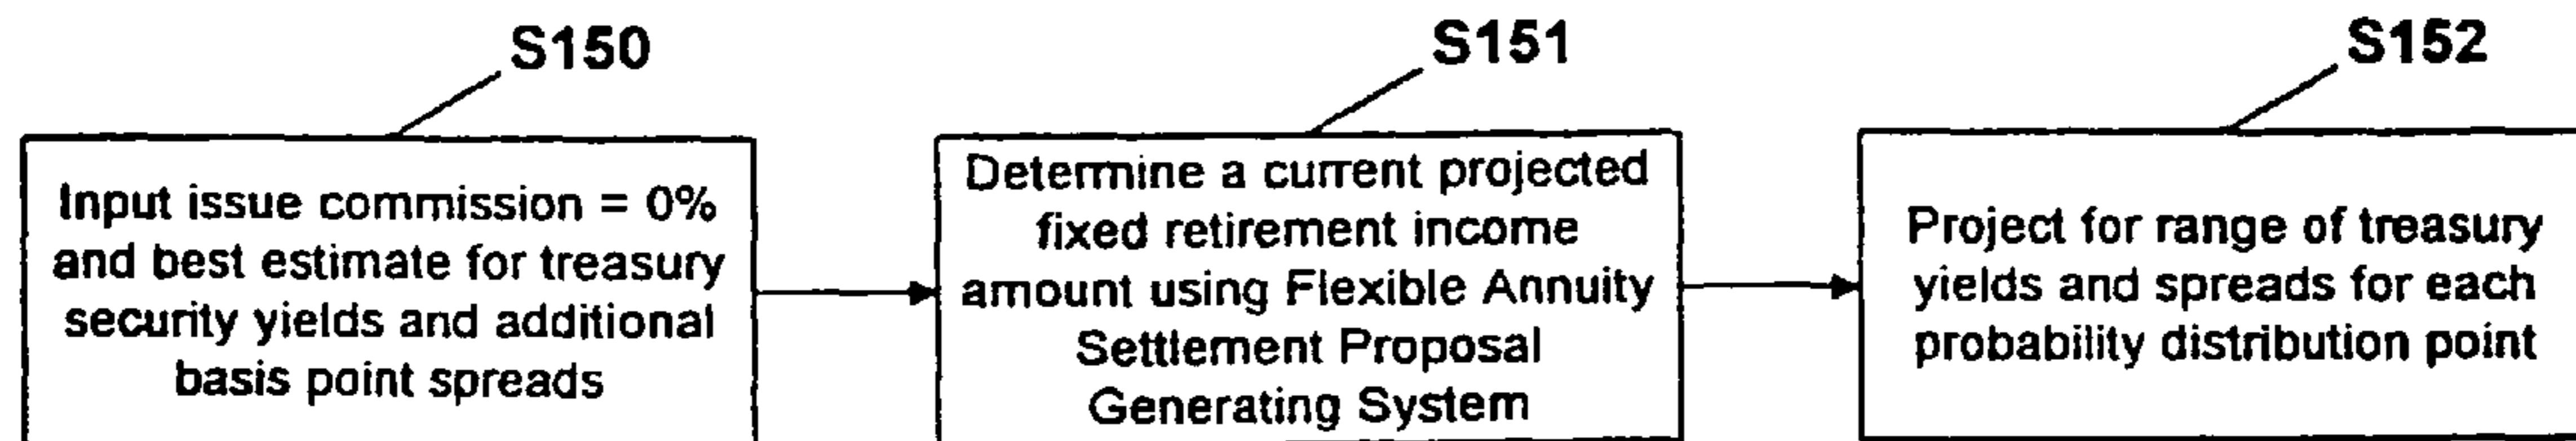 S150
S151
S152
Input issue commission = 0%
and best estimate for treasury
security yields and additional
basis point spreads
Determine a current projected
fixed retirement income
amount using Flexible Annuity
Settlement Proposal
Generating System
Project for range of treasury
yields and spreads for each
probability distribution point